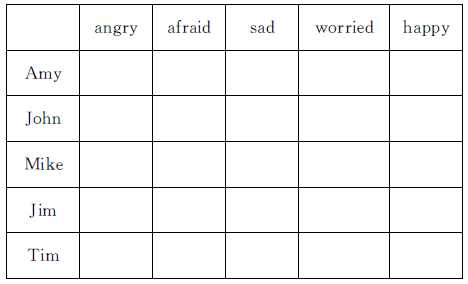 angry afraid sad worried happy
Amy
John
Mike
Jim
Tim